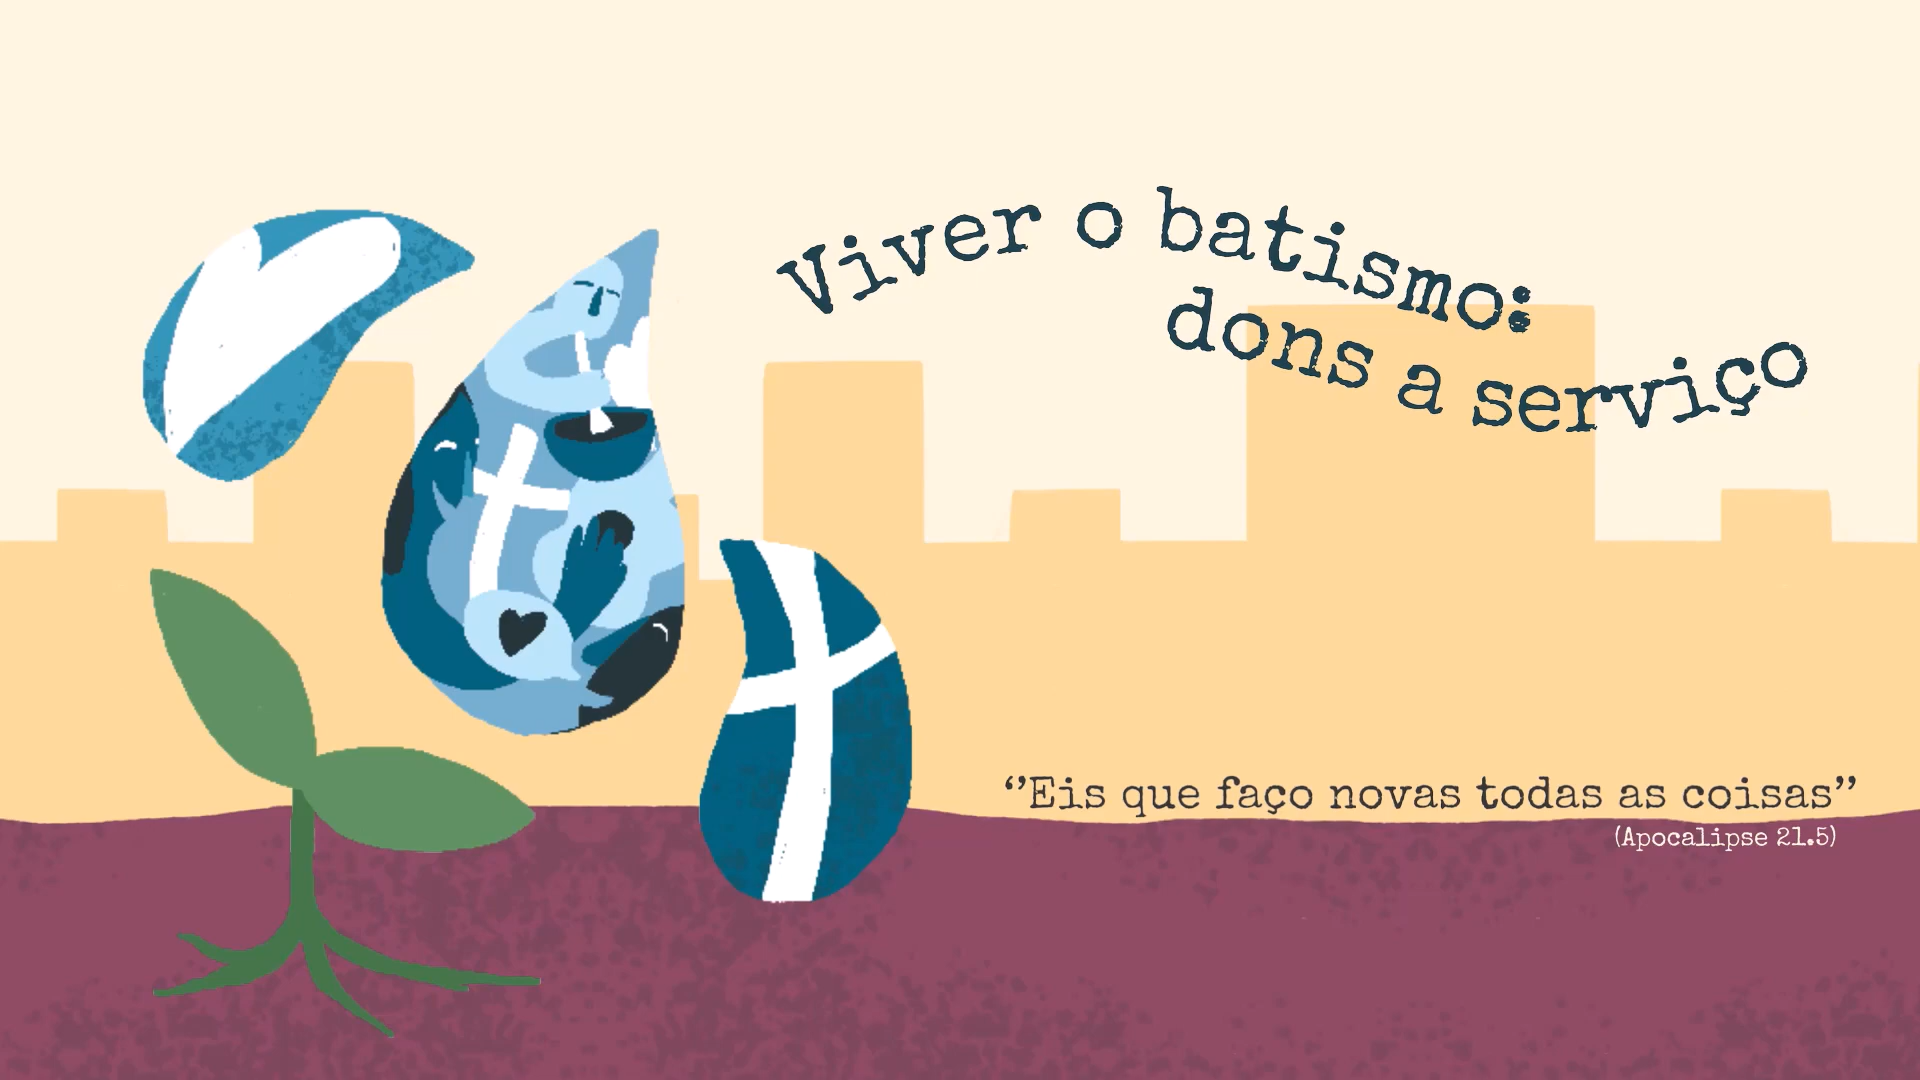 Viver o batismo:
dons a serviço
‘’Eis que faço novas todas as coisas’’
(Apocalipse 21.5)